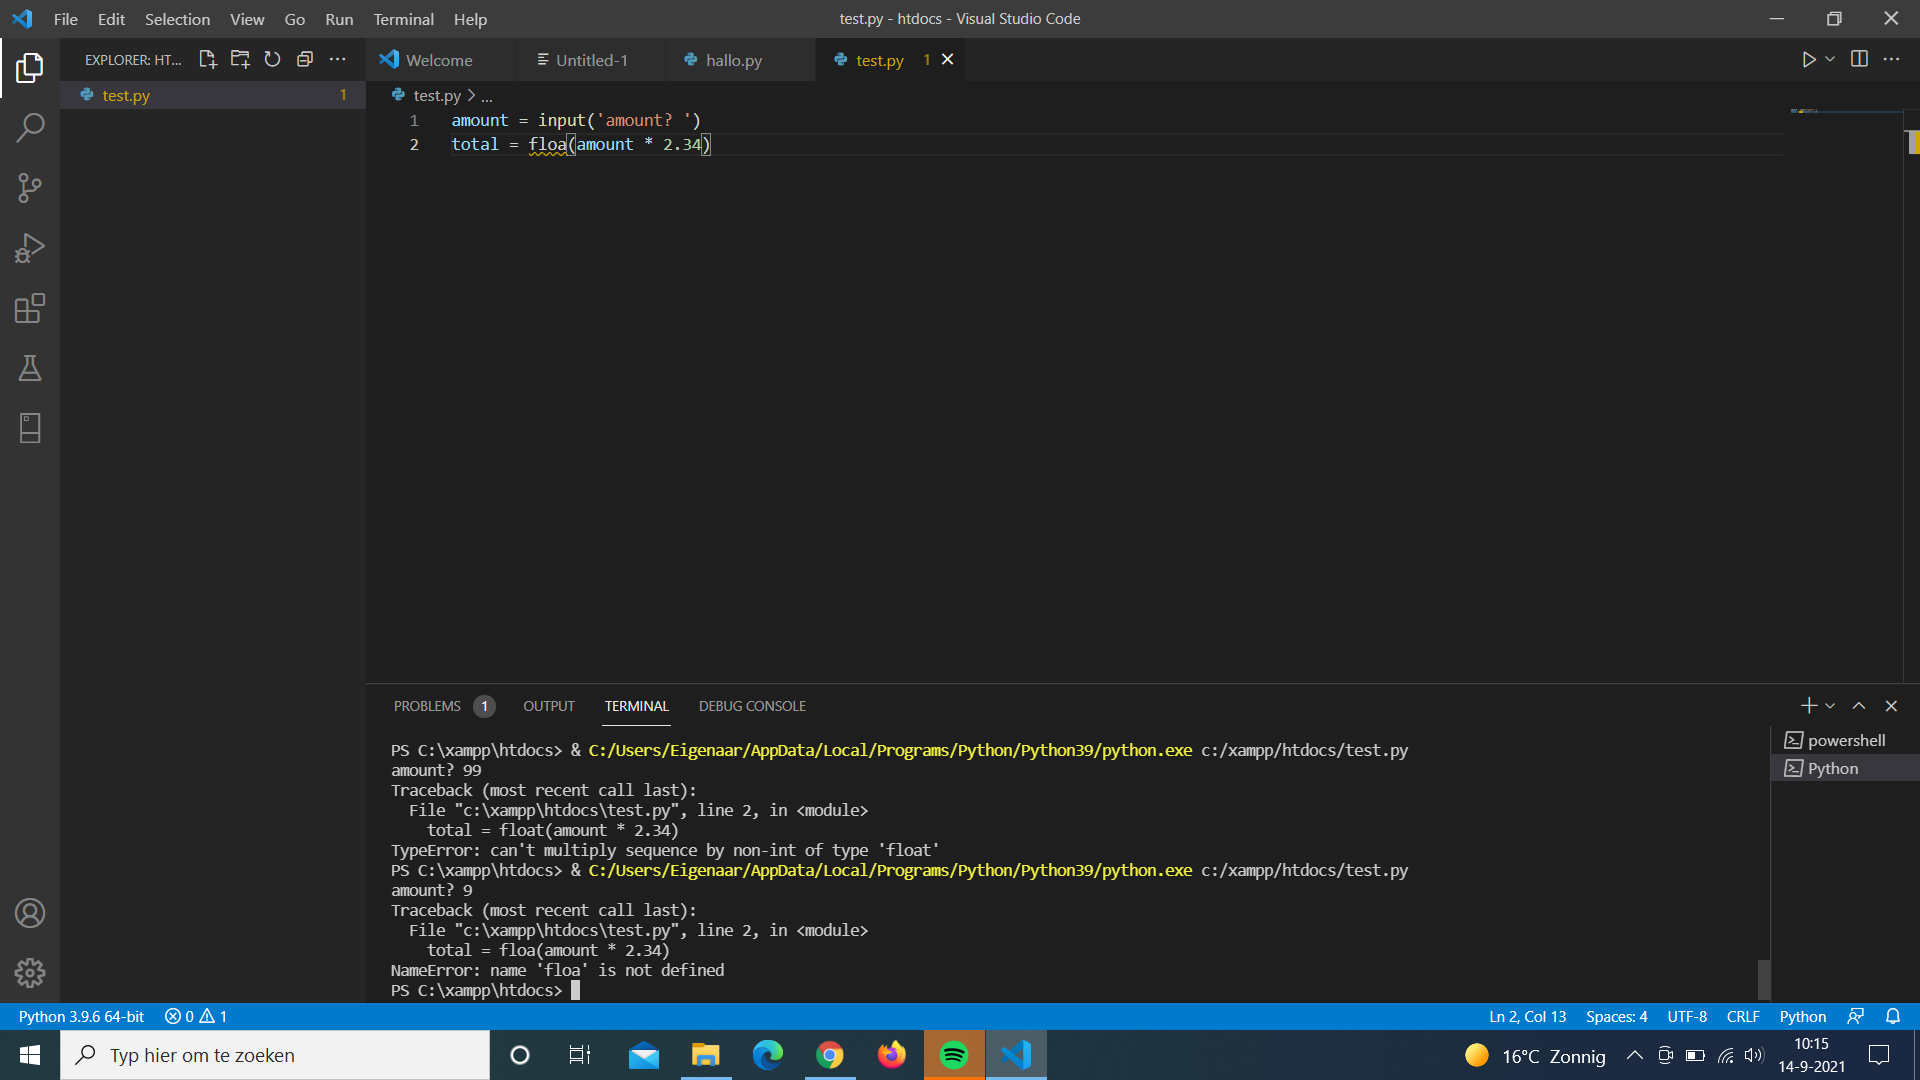 File Edit Selection View Go Run Terminal Help
test.py - htdocs - Visual Studio Code
EXPLORER: HT...
Welcome
Untitled-1
hallo.py
test.py 1
test.py 1
test.py > ...
1 amount = input('amount? ')
2 total = floa(amount * 2.34)
PROBLEMS 1 OUTPUT TERMINAL DEBUG CONSOLE
PS C:\xampp\htdocs> & C:/Users/Eigenaar/AppData/Local/Programs/Python/Python39/python.exe c:/xampp/htdocs/test.py
amount? 99
Traceback (most recent call last):
File "c:\xampp\htdocs\test.py", line 2, in <module>
total = float(amount * 2.34)
TypeError: can't multiply sequence by non-int of type 'float'
PS C:\xampp\htdocs> & C:/Users/Eigenaar/AppData/Local/Programs/Python/Python39/python.exe c:/xampp/htdocs/test.py
amount? 9
Traceback (most recent call last):
File "c:\xampp\htdocs\test.py", line 2, in <module>
total = floa(amount * 2.34)
NameError: name 'floa' is not defined
PS C:\xampp\htdocs>
powershell
Python
Python 3.9.6 64-bit 0 1
Ln 2, Col 13 Spaces: 4 UTF-8 CRLF Python
Typ hier om te zoeken
16°C Zonnig
10:15
14-9-2021